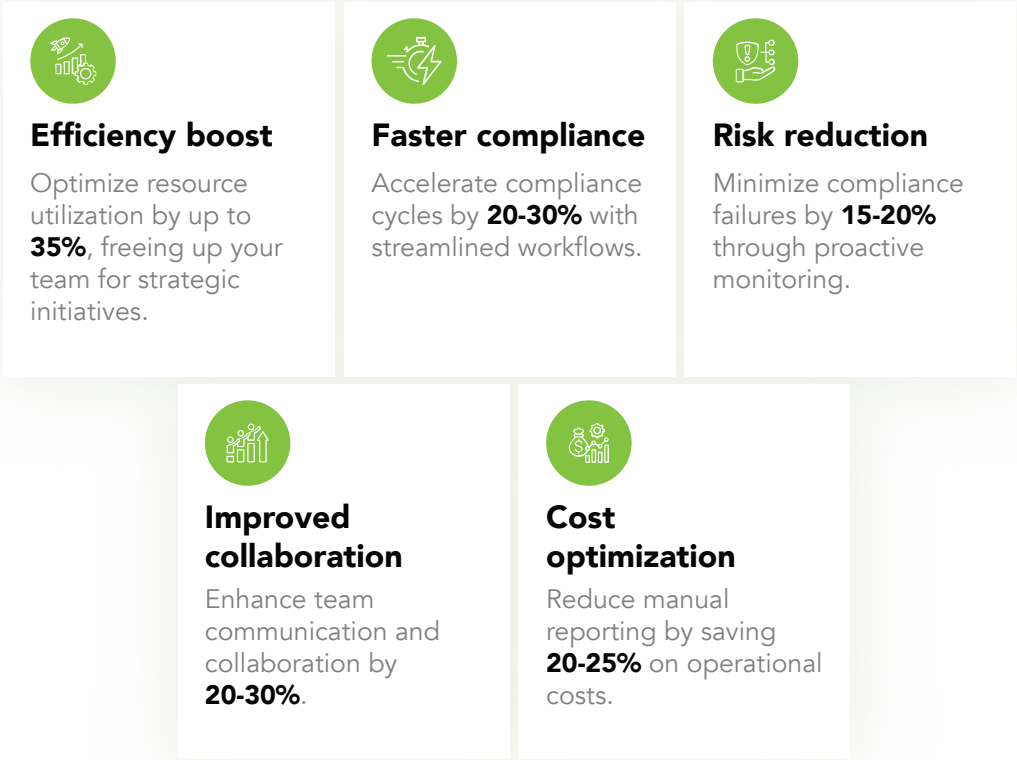 Efficiency boost
Optimize resource
utilization by up to
35%, freeing up your
team for strategic
initiatives.
Faster compliance
Accelerate compliance
cycles by 20-30% with
streamlined workflows.
Risk reduction
Minimize compliance
failures by 15-20%
through proactive
monitoring.
Improved
collaboration
Enhance team
communication and
collaboration by
20-30%.
Cost
optimization
Reduce manual
reporting by saving
20-25% on operational
costs.